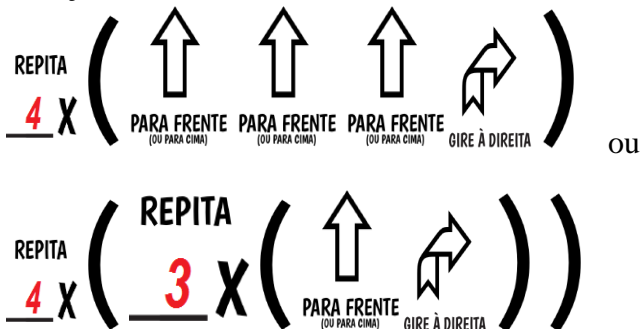 REPITA
4 X
PARA FRENTE PARA FRENTE PARA FRENTE GIRE À DIREITA
(OU PARA CIMA) (OU PARA CIMA) (OU PARA CIMA)
ou
REPITA
REPITA
4 X 3 X
PARA FRENTE GIRE À DIREITA
(OU PARA CIMA)